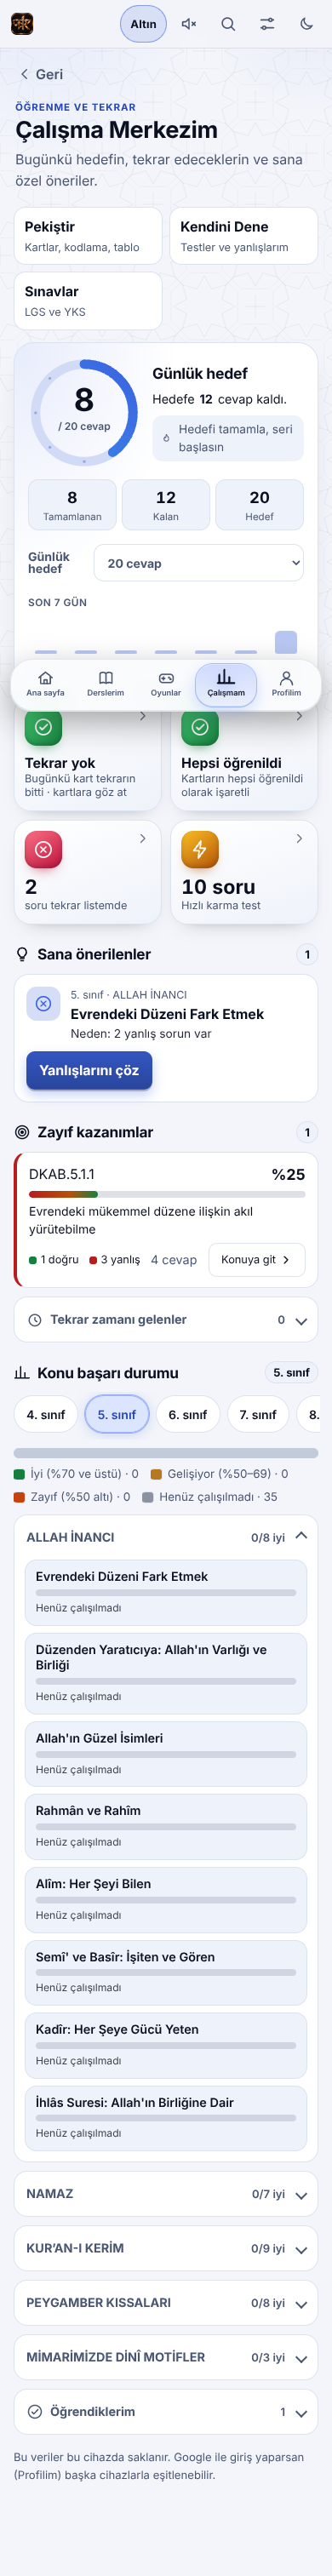 Altın
Geri
ÖĞRENME VE TEKRAR
Çalışma Merkezim
Bugünkü hedefin, tekrar edeceklerin ve sana
özel öneriler.
Pekiştir
Kartlar, kodlama, tablo
Kendini Dene
Testler ve yanlışlarım
Sınavlar
LGS ve YKS
8
/ 20 cevap
Günlük hedef
Hedefe 12 cevap kaldı.
Hedefi tamamla, seri
başlasın
8
Tamamlanan
12
Kalan
20
Hedef
Günlük
hedef
20 cevap
SON 7 GÜN
Ana sayfa
Derslerim
Oyunlar
Çalışmam
Profilim
Tekrar yok
Bugünkü kart tekrarın
bitti · kartlara göz at
Hepsi öğrenildi
Kartların hepsi öğrenildi
olarak işaretli
2
soru tekrar listemde
10 soru
Hızlı karma test
Sana önerilenler
1
5. sınıf · ALLAH İNANCI
Evrendeki Düzeni Fark Etmek
Neden: 2 yanlış sorun var
Yanlışlarını çöz
Zayıf kazanımlar
1
DKAB.5.1.1
%25
Evrendeki mükemmel düzene ilişkin akıl
yürütebilme
1 doğru
3 yanlış
4 cevap
Konuya git
Tekrar zamanı gelenler
0
Konu başarı durumu
5. sınıf
4. sınıf
5. sınıf
6. sınıf
7. sınıf
8.
İyi (%70 ve üstü) · 0
Gelişiyor (%50–69) · 0
Zayıf (%50 altı) · 0
Henüz çalışılmadı · 35
ALLAH İNANCI
0/8 iyi
Evrendeki Düzeni Fark Etmek
Henüz çalışılmadı
Düzenden Yaratıcıya: Allah'ın Varlığı ve
Birliği
Henüz çalışılmadı
Allah'ın Güzel İsimleri
Henüz çalışılmadı
Rahmân ve Rahîm
Henüz çalışılmadı
Alîm: Her Şeyi Bilen
Henüz çalışılmadı
Semî' ve Basîr: İşiten ve Gören
Henüz çalışılmadı
Kadîr: Her Şeye Gücü Yeten
Henüz çalışılmadı
İhlâs Suresi: Allah'ın Birliğine Dair
Henüz çalışılmadı
NAMAZ
0/7 iyi
KUR’AN-I KERİM
0/9 iyi
PEYGAMBER KISSALARI
0/8 iyi
MİMARİMİZDE DİNÎ MOTİFLER
0/3 iyi
Öğrendiklerim
1
Bu veriler bu cihazda saklanır. Google ile giriş yaparsan
(Profilim) başka cihazlarla eşitlenebilir.